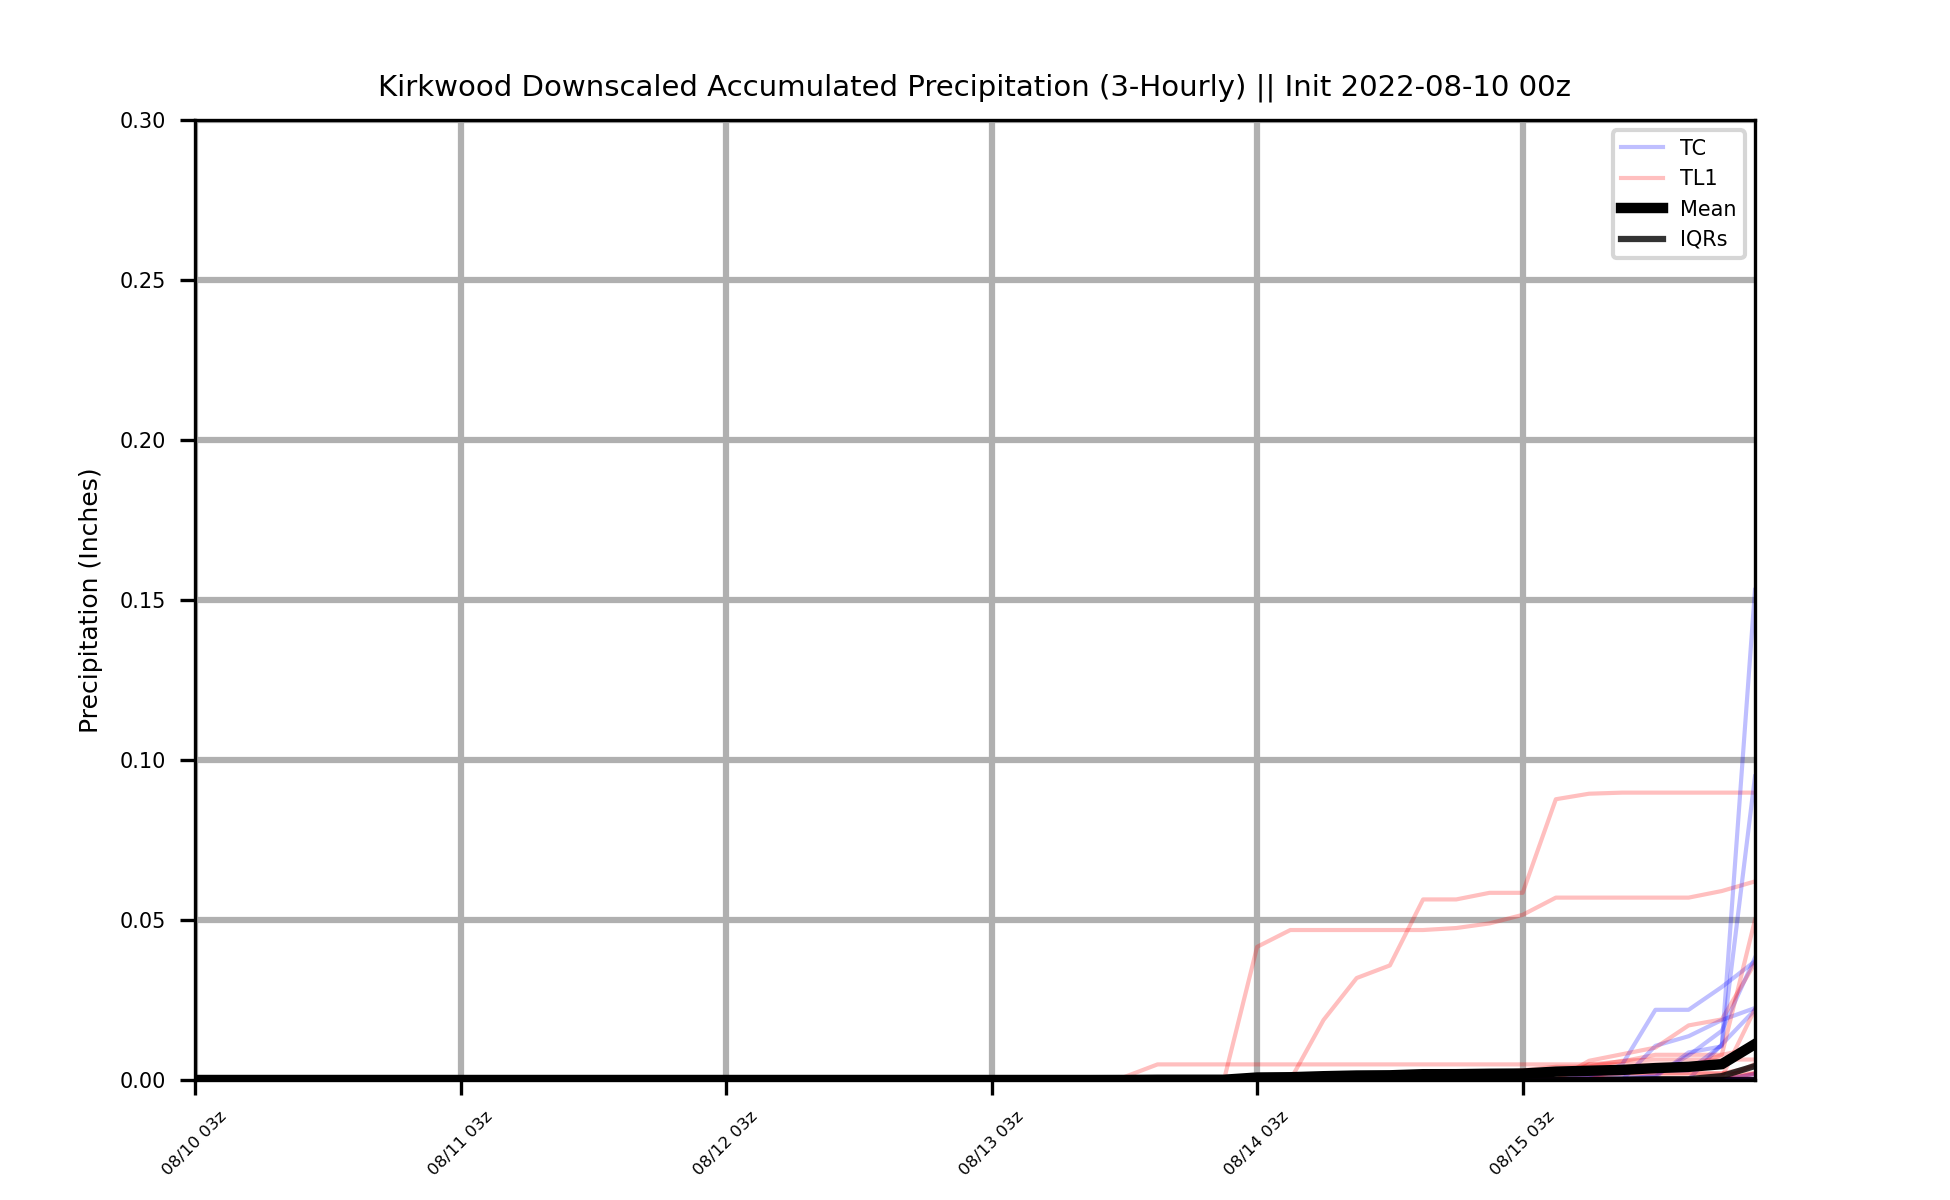 Kirkwood Downscaled Accumulated Precipitation (3-Hourly) || Init 2022-08-10 00z
TC
TL1
Mean
IQRs
Precipitation (Inches)
0.30
0.25
0.20
0.15
0.10
0.05
0.00
08/10 03z
08/11 03z
08/12 03z
08/13 03z
08/14 03z
08/15 03z